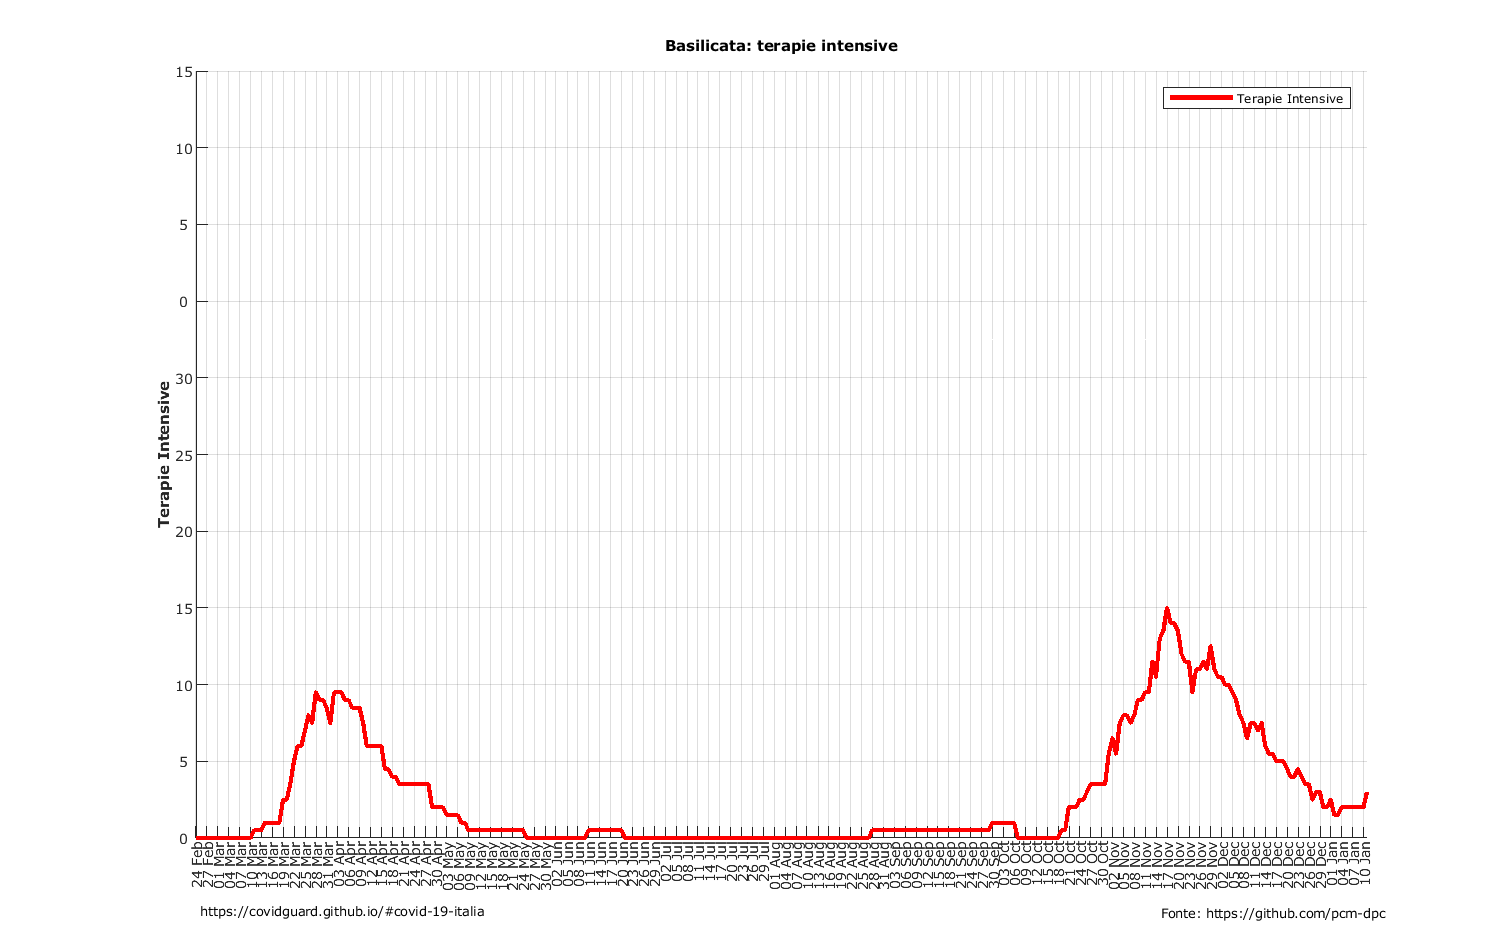 Basilicata: terapie intensive
Terapie Intensive
15
10
5
0
30
25
20
15
10
5
0
Terapie Intensive
24 Feb
27 Feb
01 Mar
04 Mar
07 Mar
10 Mar
13 Mar
16 Mar
19 Mar
22 Mar
25 Mar
28 Mar
31 Mar
03 Apr
06 Apr
09 Apr
12 Apr
15 Apr
18 Apr
21 Apr
24 Apr
27 Apr
30 Apr
03 May
06 May
09 May
12 May
15 May
18 May
21 May
24 May
27 May
30 May
02 Jun
05 Jun
08 Jun
11 Jun
14 Jun
17 Jun
20 Jun
23 Jun
26 Jun
29 Jun
02 Jul
05 Jul
08 Jul
11 Jul
14 Jul
17 Jul
20 Jul
23 Jul
26 Jul
29 Jul
01 Aug
04 Aug
07 Aug
10 Aug
13 Aug
16 Aug
19 Aug
22 Aug
25 Aug
28 Aug
31 Aug
03 Sep
06 Sep
09 Sep
12 Sep
15 Sep
18 Sep
21 Sep
24 Sep
27 Sep
30 Sep
03 Oct
06 Oct
09 Oct
12 Oct
15 Oct
18 Oct
21 Oct
24 Oct
27 Oct
30 Oct
02 Nov
05 Nov
08 Nov
11 Nov
14 Nov
17 Nov
20 Nov
23 Nov
26 Nov
29 Nov
02 Dec
05 Dec
08 Dec
11 Dec
14 Dec
17 Dec
20 Dec
23 Dec
26 Dec
29 Dec
01 Jan
04 Jan
07 Jan
10 Jan
https://covidguard.github.io/#covid-19-italia
Fonte: https://github.com/pcm-dpc